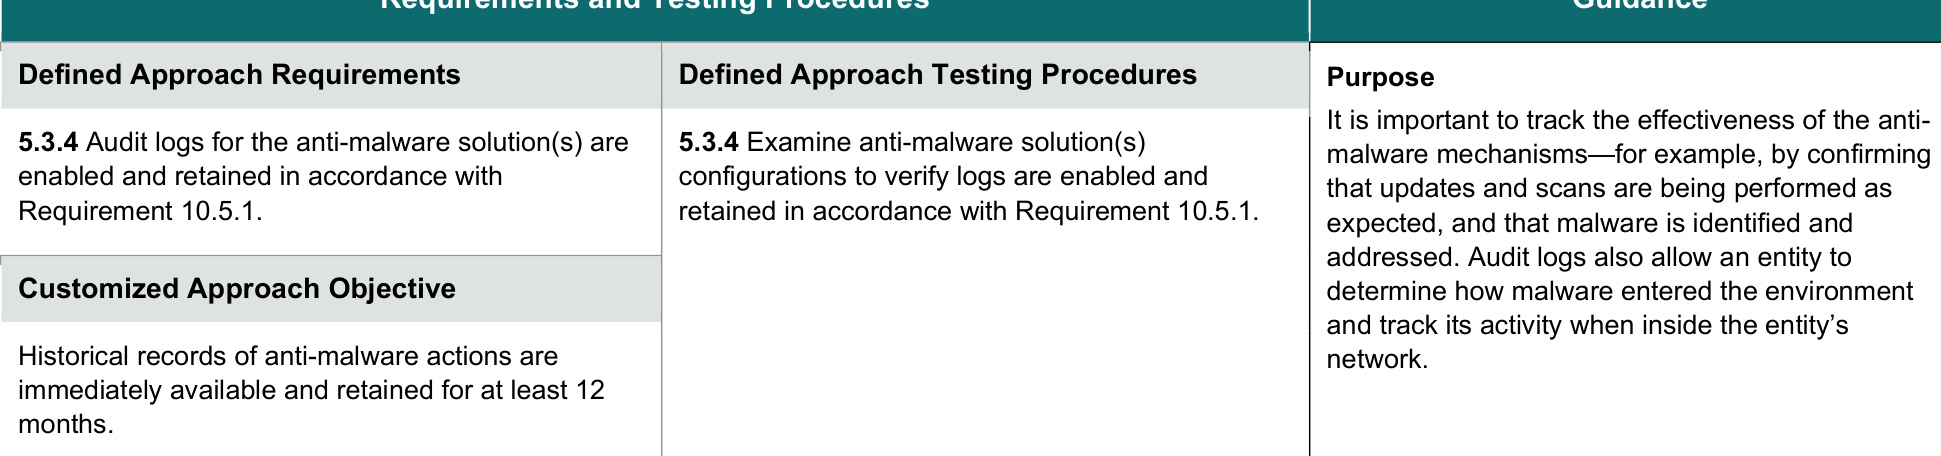 Requirements and Testing Procedures
Guidance
Defined Approach Requirements
5.3.4 Audit logs for the anti-malware solution(s) are
enabled and retained in accordance with
Requirement 10.5.1.
Customized Approach Objective
Historical records of anti-malware actions are
immediately available and retained for at least 12
months.
Defined Approach Testing Procedures
5.3.4 Examine anti-malware solution(s)
configurations to verify logs are enabled and
retained in accordance with Requirement 10.5.1.
Purpose
It is important to track the effectiveness of the anti-
malware mechanisms—for example, by confirming
that updates and scans are being performed as
expected, and that malware is identified and
addressed. Audit logs also allow an entity to
determine how malware entered the environment
and track its activity when inside the entity’s
network.